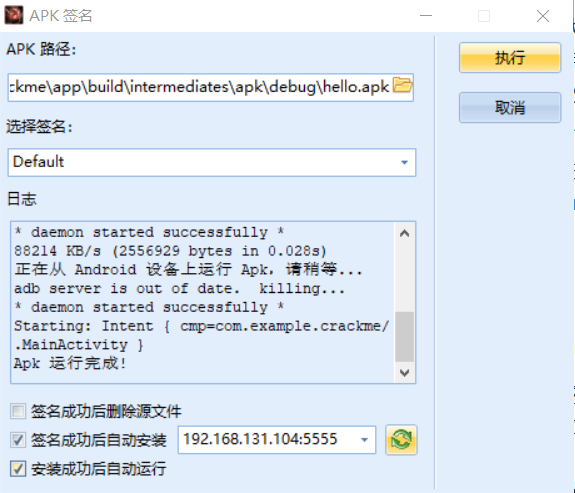 APK 签名
APK 路径：
ckme\app\build\intermediates\apk\debug\hello.apk
执行
取消
选择签名：
Default
日志
* daemon started successfully *
88214 KB/s (2556929 bytes in 0.028s)
正在从 Android 设备上运行 Apk，请稍等...
adb server is out of date.  killing...
* daemon started successfully *
Starting: Intent { cmp=com.example.crackme/
.MainActivity }
Apk 运行完成!
签名成功后删除源文件
签名成功后自动安装
192.168.131.104:5555
安装成功后自动运行